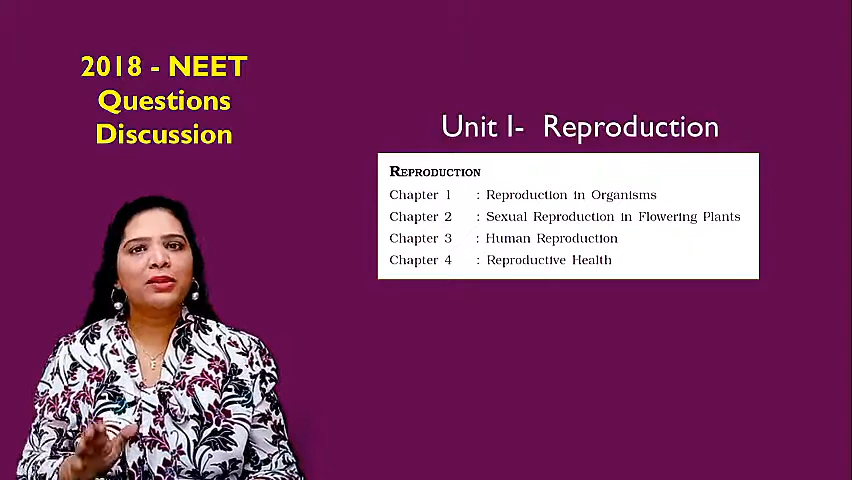 2018 - NEET
Questions
Discussion
Unit I- Reproduction
REPRODUCTION
Chapter 1 : Reproduction in Organisms
Chapter 2 : Sexual Reproduction in Flowering Plants
Chapter 3 : Human Reproduction
Chapter 4 : Reproductive Health